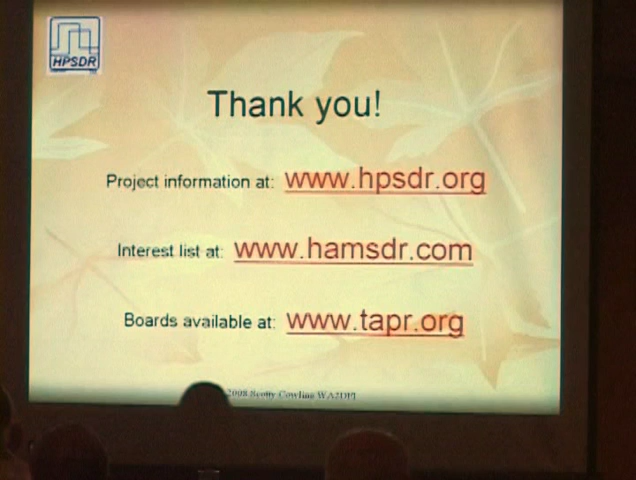 HPSDR
Thank you!
Project information at: www.hpsdr.org
Interest list at: www.hamsdr.com
Boards available at: www.tapr.org
2008 Scotty Cowling WA2DFI